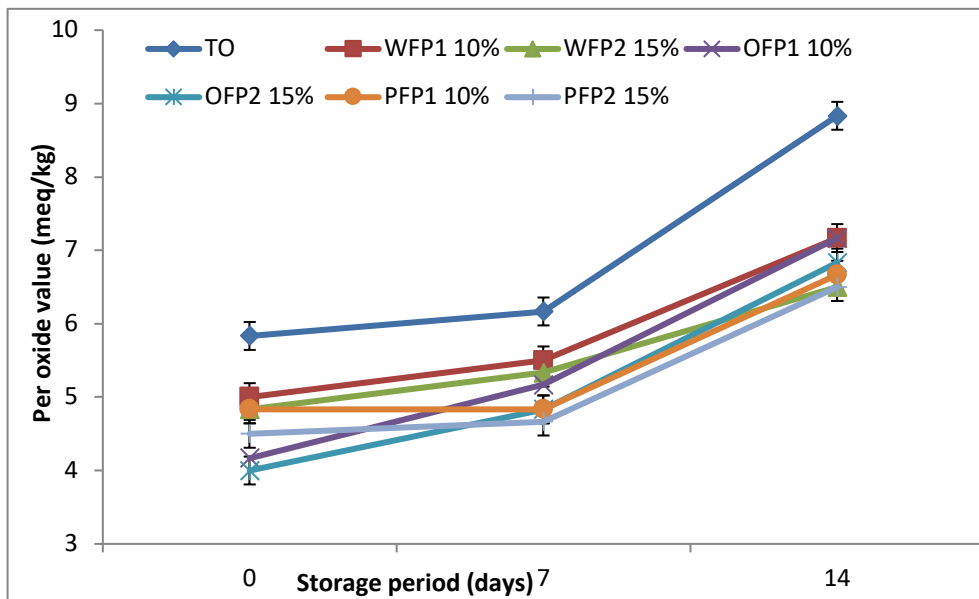 10
TO
WFP1 10%
WFP2 15%
OFP1 10%
OFP2 15%
PFP1 10%
PFP2 15%
9
8
7
6
5
4
3
Per oxide value (meq/kg)
0
7
14
Storage period (days)